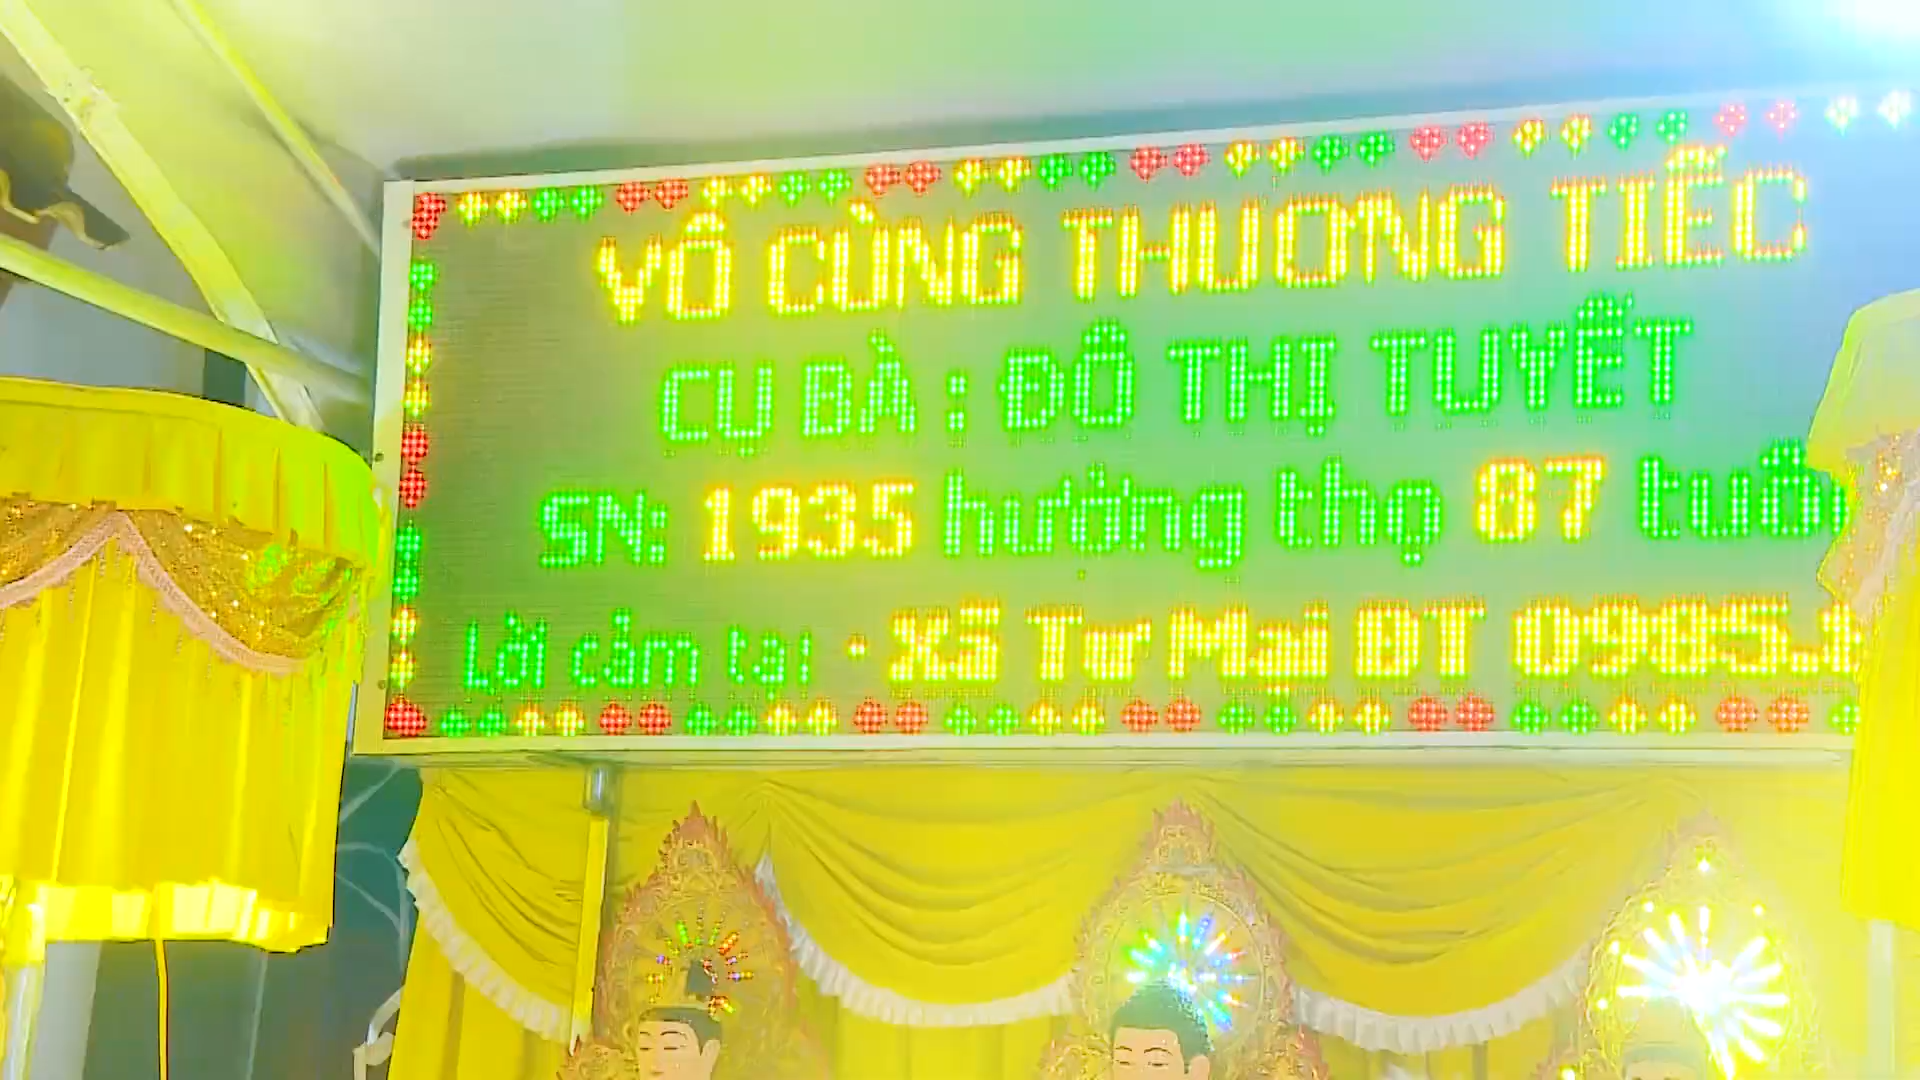 VÔ CÙNG THƯƠNG TIẾC
CỤ BÀ : ĐỖ THỊ TUYẾT
SN: 1935 hưởng thọ 87 tuổi
Lời cảm tạ! Xã Tư Mại ĐT 0985.